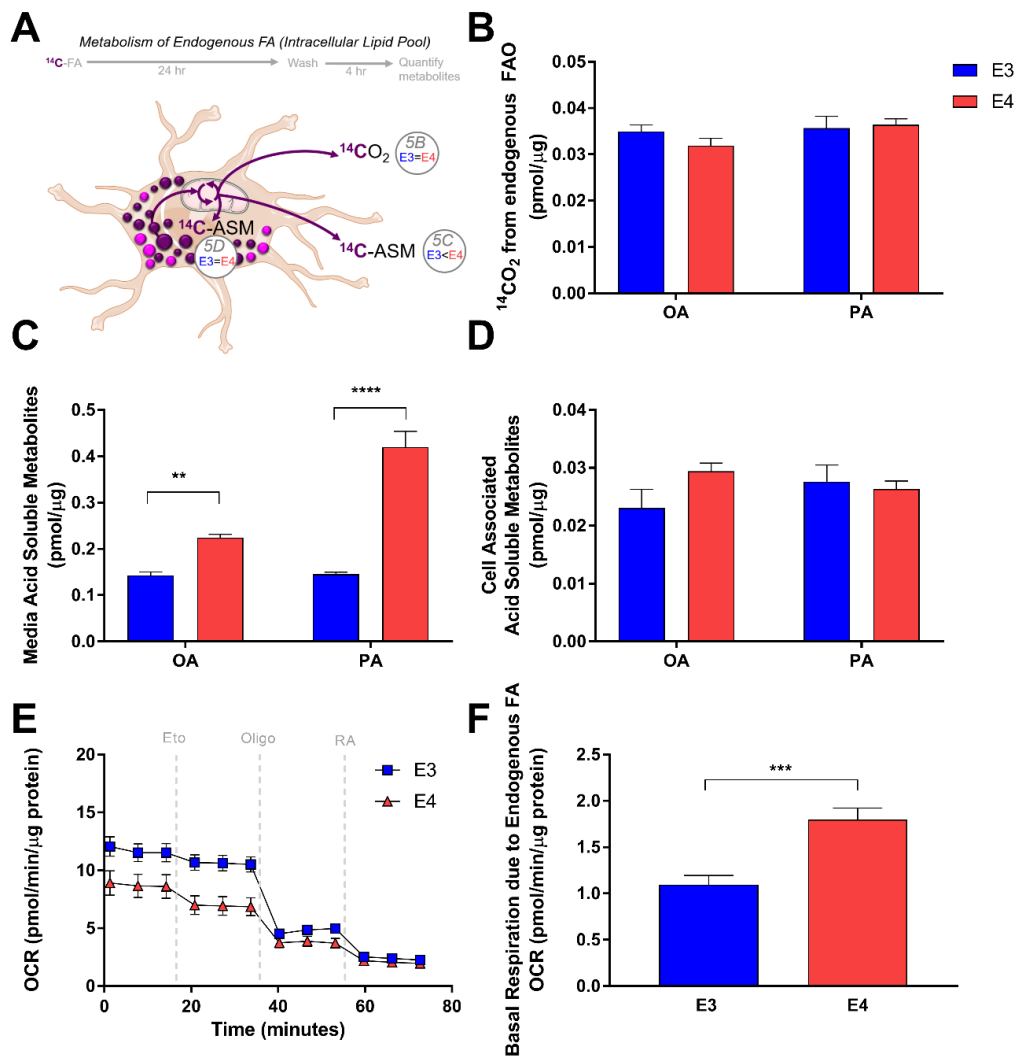 A
Metabolism of Endogenous FA (Intracellular Lipid Pool)
¹⁴C-FA
24 hr
Wash
4 hr
Quantify
metabolites
¹⁴CO₂
5B
E3=E4
¹⁴C-ASM
5D
E3=E4
¹⁴C-ASM
5C
E3<E4
B
¹⁴CO₂ from endogenous FAO
(pmol/μg)
0.05
0.04
0.03
0.02
0.01
0.00
OA
PA
E3
E4
C
Media Acid Soluble Metabolites
(pmol/μg)
0.5
0.4
0.3
0.2
0.1
0.0
**
****
OA
PA
D
Cell Associated
Acid Soluble Metabolites
(pmol/μg)
0.04
0.03
0.02
0.01
0.00
OA
PA
E
OCR (pmol/min/μg protein)
20
15
10
5
0
Eto
Oligo
RA
E3
E4
0
20
40
60
80
Time (minutes)
F
Basal Respiration due to Endogenous FA
OCR (pmol/min/μg protein)
2.5
2.0
1.5
1.0
0.5
0.0
***
E3
E4